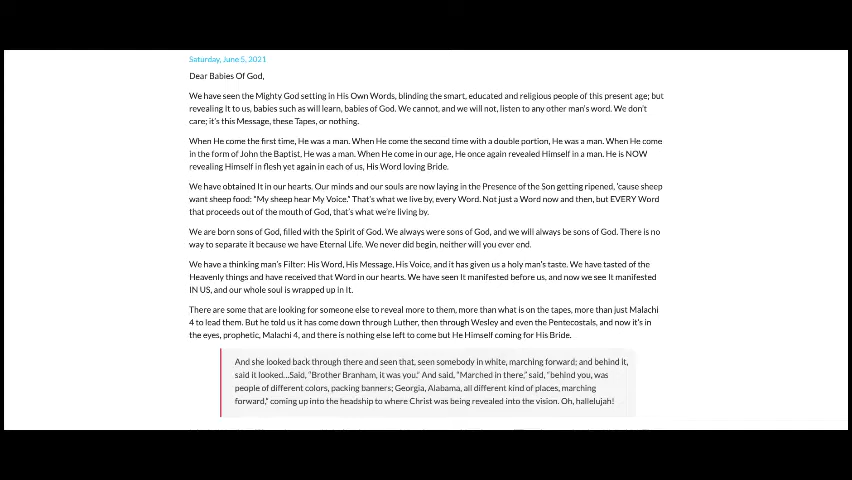 Saturday, June 5, 2021
Dear Babies Of God,
We have seen the Mighty God setting in His Own Words, blinding the smart, educated and religious people of this present age; but
revealing It to us, babies such as will learn, babies of God. We cannot, and we will not, listen to any other man's word. We don't
care; it's this Message, these Tapes, or nothing.
When He come the first time, He was a man. When He come the second time with a double portion, He was a man. When He come
in the form of John the Baptist, He was a man. When He come in our age, He once again revealed Himself in a man. He is NOW
revealing Himself in flesh yet again in each of us, His Word loving Bride.
We have obtained It in our hearts. Our minds and our souls are now laying in the Presence of the Son getting ripened, 'cause sheep
want sheep food: "My sheep hear My Voice." That's what we live by, every Word. Not just a Word now and then, but EVERY Word
that proceeds out of the mouth of God, that's what we're living by.
We are born sons of God, filled with the Spirit of God. We always were sons of God, and we will always be sons of God. There is no
way to separate it because we have Eternal Life. We never did begin, neither will you ever end.
We have a thinking man's Filter: His Word, His Message, His Voice, and it has given us a holy man's taste. We have tasted of the
Heavenly things and have received that Word in our hearts. We have seen It manifested before us, and now we see It manifested
IN US, and our whole soul is wrapped up in It.
There are some that are looking for someone else to reveal more to them, more than what is on the tapes, more than just Malachi
4 to lead them. But he told us it has come down through Luther, then through Wesley and even the Pentecostals, and now it's in
the eyes, prophetic, Malachi 4, and there is nothing else left to come but He Himself coming for His Bride.
And she looked back through there and seen that, seen somebody in white, marching forward; and behind it,
said it looked...Said, "Brother Branham, it was you." And said, "Marched in there," said, "behind you, was
people of different colors, packing banners; Georgia, Alabama, all different kind of places, marching
forward," coming up into the headship to where Christ was being revealed into the vision. Oh, hallelujah!